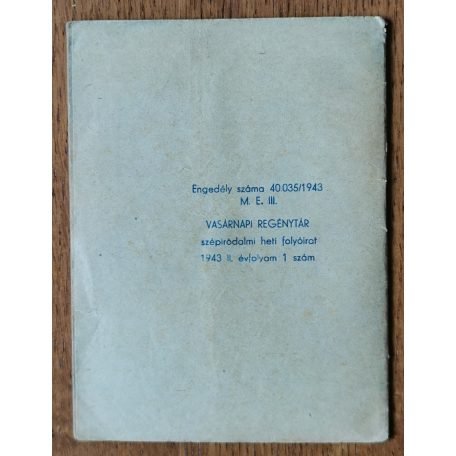 Engedély száma 40.035/1943
M. E. III.
VASÁRNAPI REGÉNYTÁR
szépirodalmi heti folyóirat
1943 II. évfolyam 1 szám